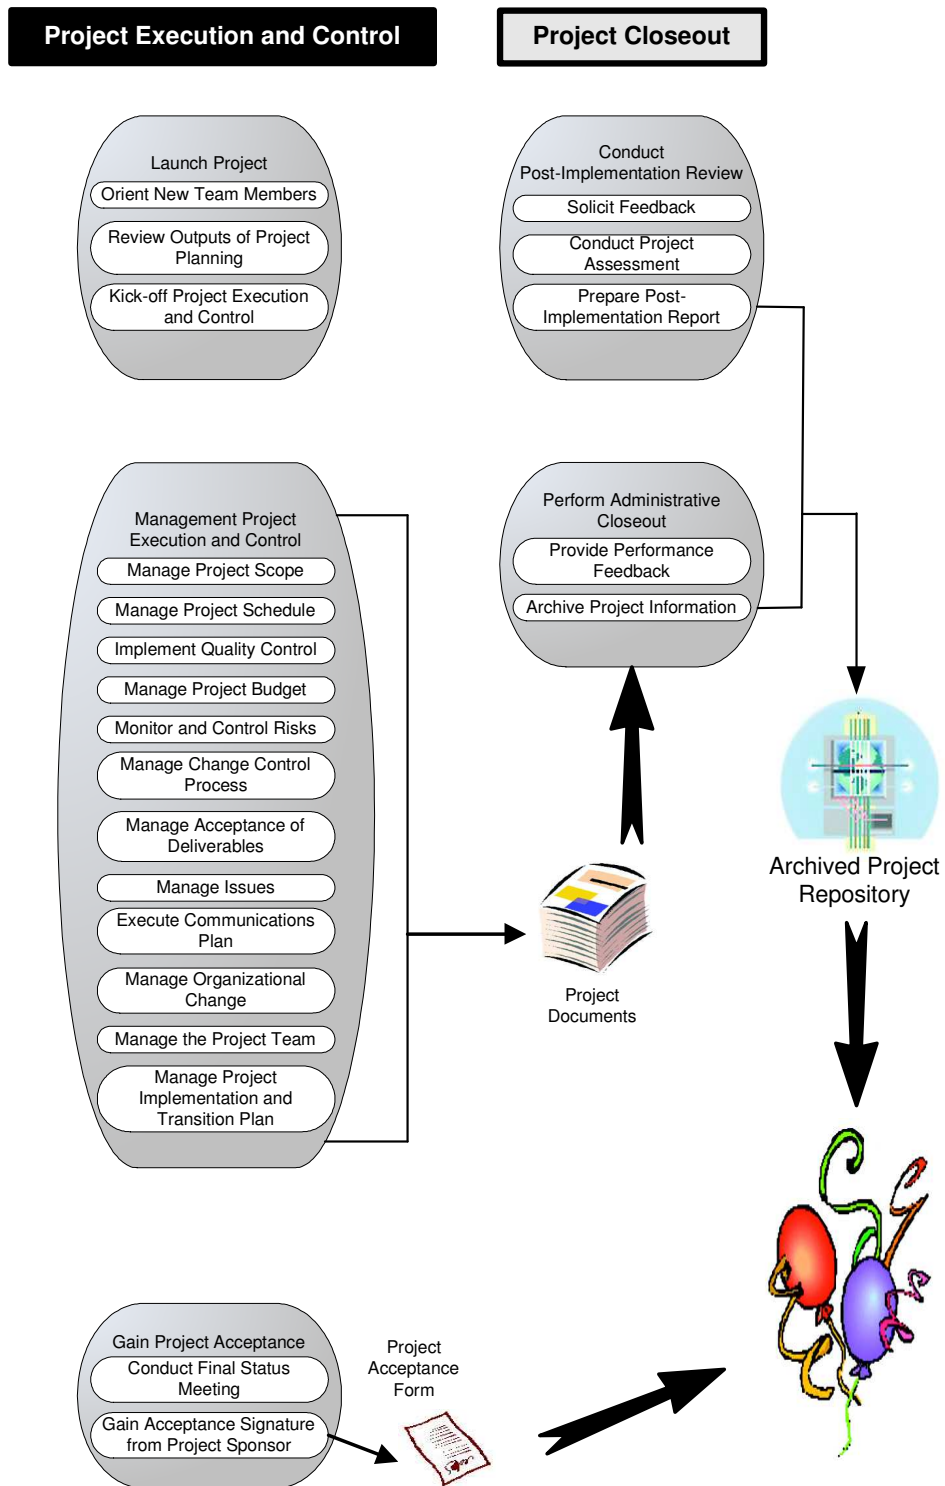 Project Execution and Control
Project Closeout
Launch Project
Orient New Team Members
Review Outputs of Project
Planning
Kick-off Project Execution
and Control
Conduct
Post-Implementation Review
Solicit Feedback
Conduct Project
Assessment
Prepare Post-
Implementation Report
Management Project
Execution and Control
Manage Project Scope
Manage Project Schedule
Implement Quality Control
Manage Project Budget
Monitor and Control Risks
Manage Change Control
Process
Manage Acceptance of
Deliverables
Manage Issues
Execute Communications
Plan
Manage Organizational
Change
Manage the Project Team
Manage Project
Implementation and
Transition Plan
Perform Administrative
Closeout
Provide Performance
Feedback
Archive Project Information
Project
Documents
Archived Project
Repository
Gain Project Acceptance
Conduct Final Status
Meeting
Gain Acceptance Signature
from Project Sponsor
Project
Acceptance
Form